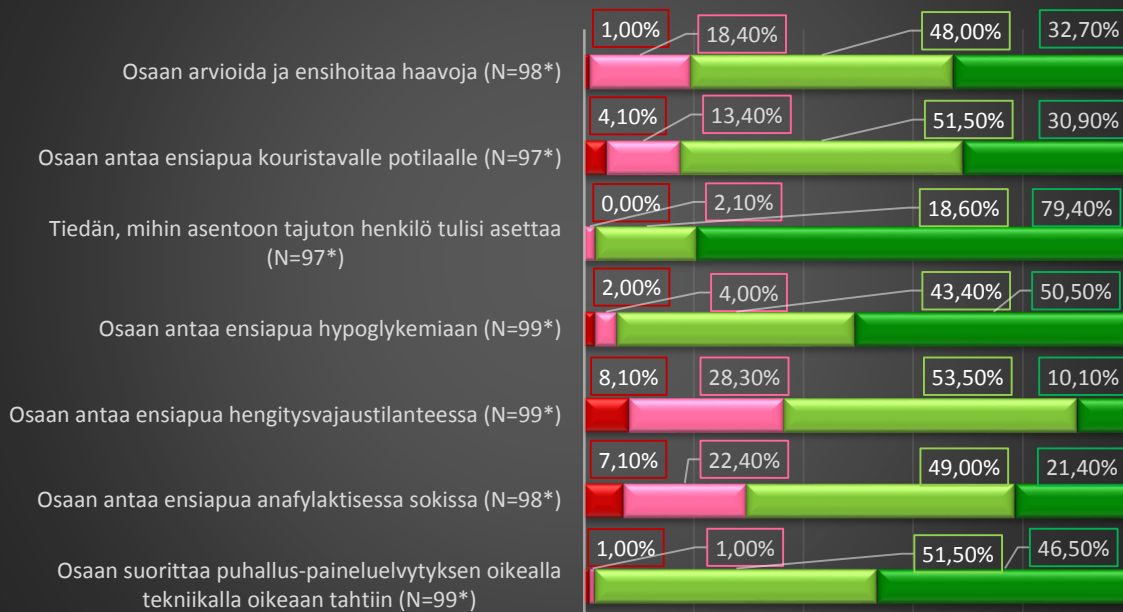 1,00% 18,40% 48,00% 32,70%
Osaan arvioida ja ensihoitaa haavoja (N=98*)
4,10% 13,40% 51,50% 30,90%
Osaan antaa ensiapua kouristavalle potilaalle (N=97*)
0,00% 2,10% 18,60% 79,40%
Tiedän, mihin asentoon tajuton henkilö tulisi asettaa
(N=97*)
2,00% 4,00% 43,40% 50,50%
Osaan antaa ensiapua hypoglykemiaan (N=99*)
8,10% 28,30% 53,50% 10,10%
Osaan antaa ensiapua hengitysvajaustilanteessa (N=99*)
7,10% 22,40% 49,00% 21,40%
Osaan antaa ensiapua anafylaktisessa sokissa (N=98*)
1,00% 1,00% 51,50% 46,50%
Osaan suorittaa puhallus-paineluelvytyksen oikealla
tekniikalla oikeaan tahtiin (N=99*)